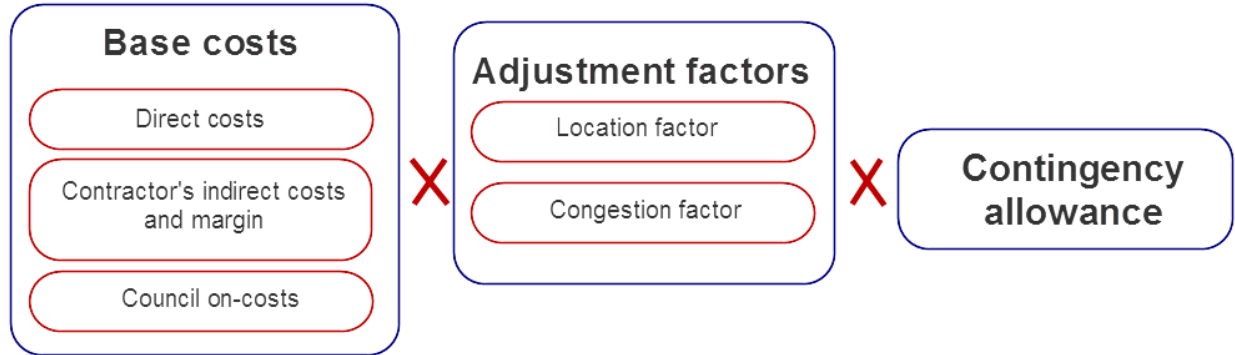 Base costs
Direct costs
Contractor's indirect costs
and margin
Council on-costs
X
Adjustment factors
Location factor
Congestion factor
X
Contingency
allowance